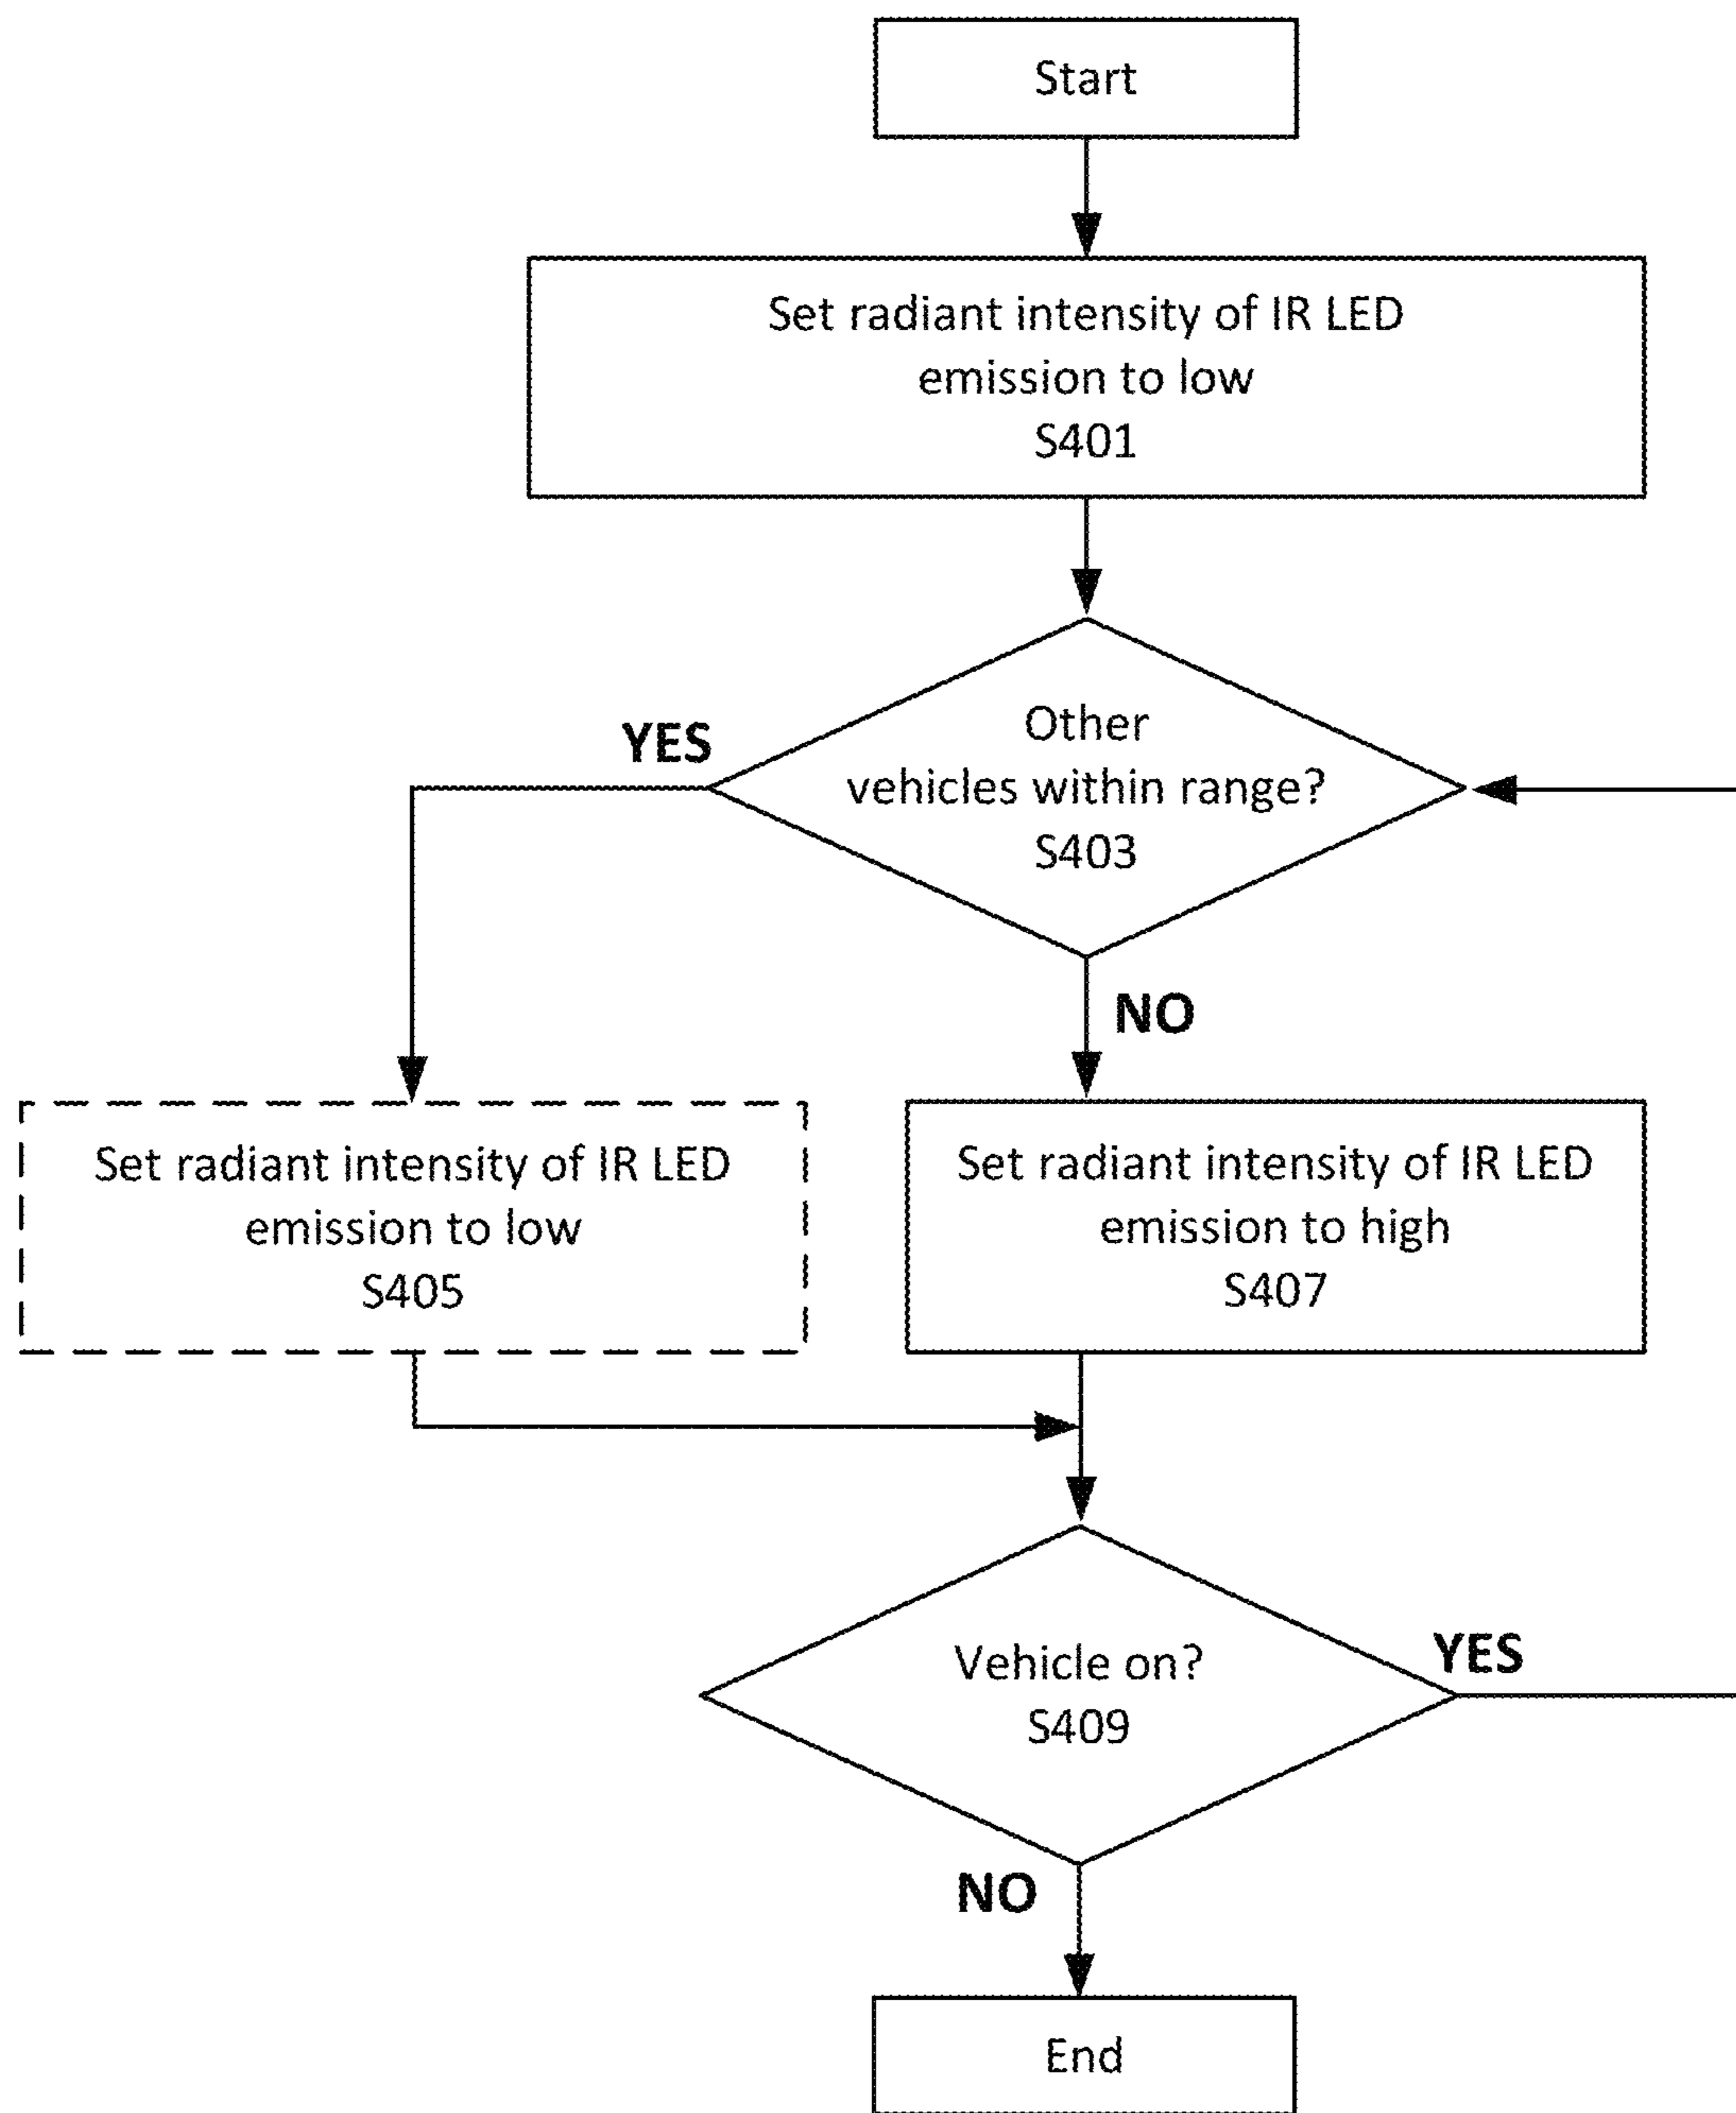 Start
Set radiant intensity of IR LED
emission to low
S401
Other
vehicles within range?
S403
YES
NO
Set radiant intensity of IR LED
emission to low
S405
Set radiant intensity of IR LED
emission to high
S407
Vehicle on?
S409
YES
NO
End